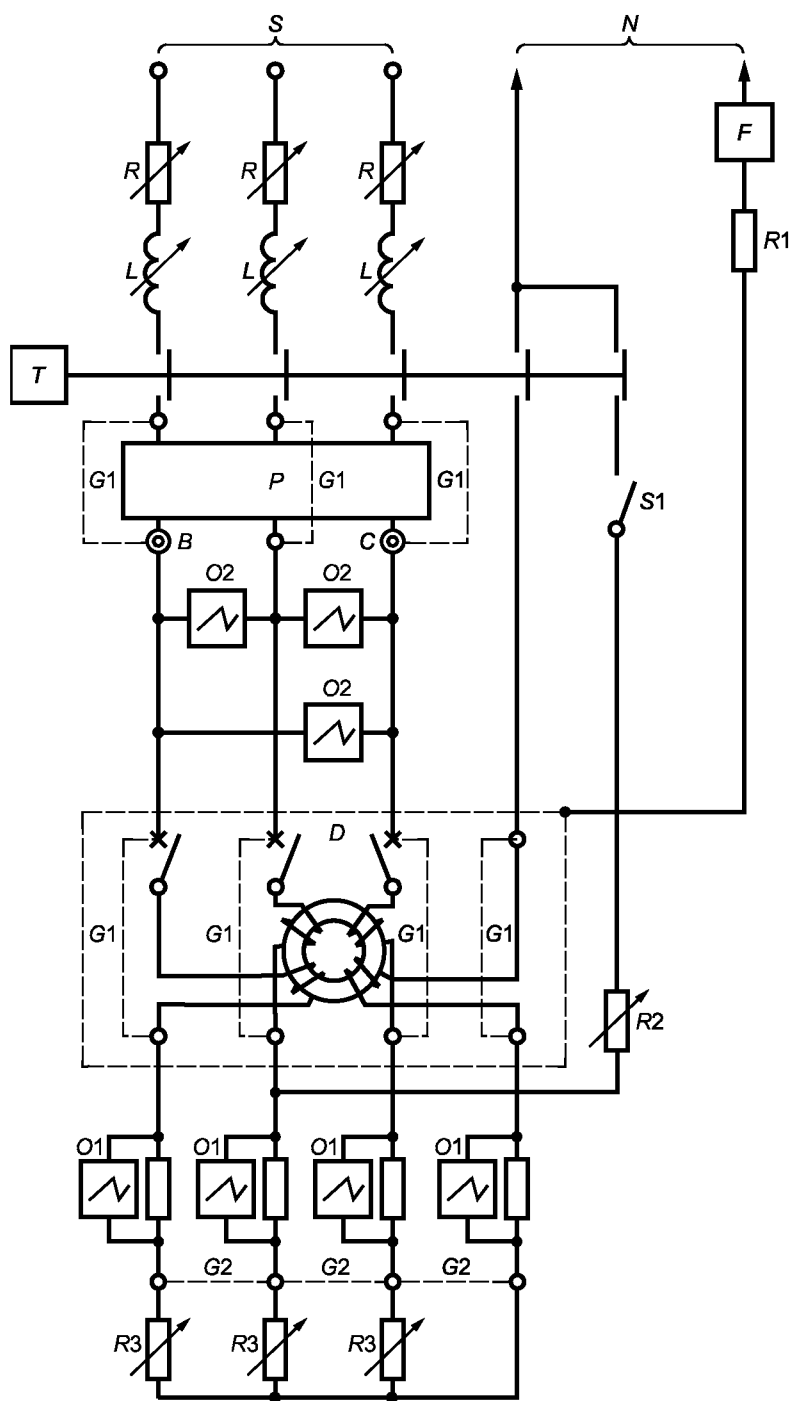 S N
F
R R R
R1
L L L
T
G1 P G1 G1
S1
B C
O2 O2
O2
D
G1 G1 G1 G1
R2
O1 O1 O1 O1
G2 G2 G2
R3 R3 R3